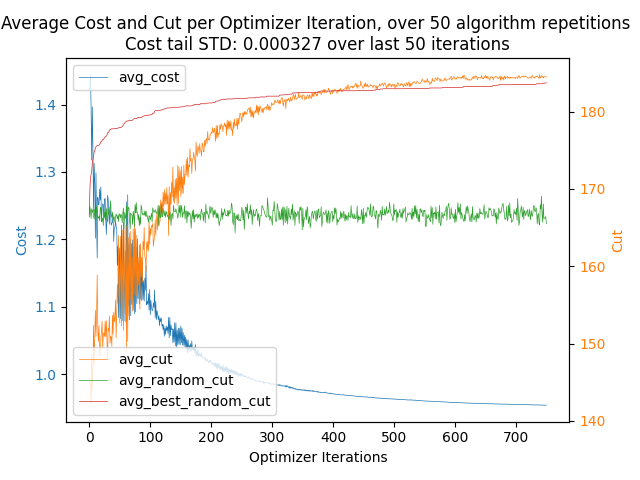 Average Cost and Cut per Optimizer Iteration, over 50 algorithm repetitions
Cost tail STD: 0.000327 over last 50 iterations
avg_cost
1.4
1.3
1.2
1.1
1.0
Cost
180
170
160
150
140
Cut
avg_cut
avg_random_cut
avg_best_random_cut
0 100 200 300 400 500 600 700
Optimizer Iterations